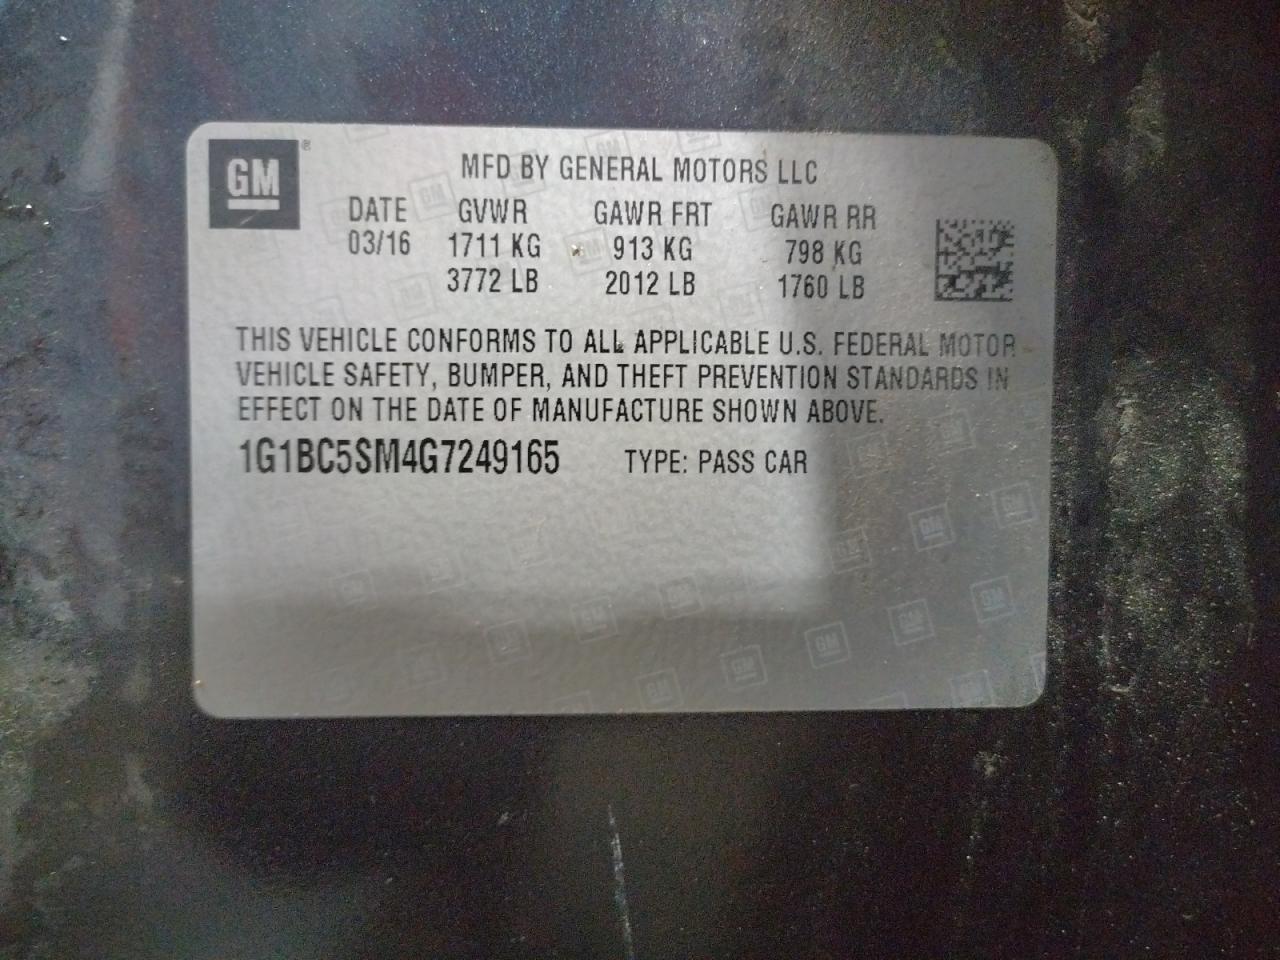 GM®
MFD BY GENERAL MOTORS LLC
DATE GVWR GAWR FRT GAWR RR
03/16 1711 KG 913 KG 798 KG
3772 LB 2012 LB 1760 LB
THIS VEHICLE CONFORMS TO ALL APPLICABLE U.S. FEDERAL MOTOR
VEHICLE SAFETY, BUMPER, AND THEFT PREVENTION STANDARDS IN
EFFECT ON THE DATE OF MANUFACTURE SHOWN ABOVE.
1G1BC5SM4G7249165 TYPE: PASS CAR